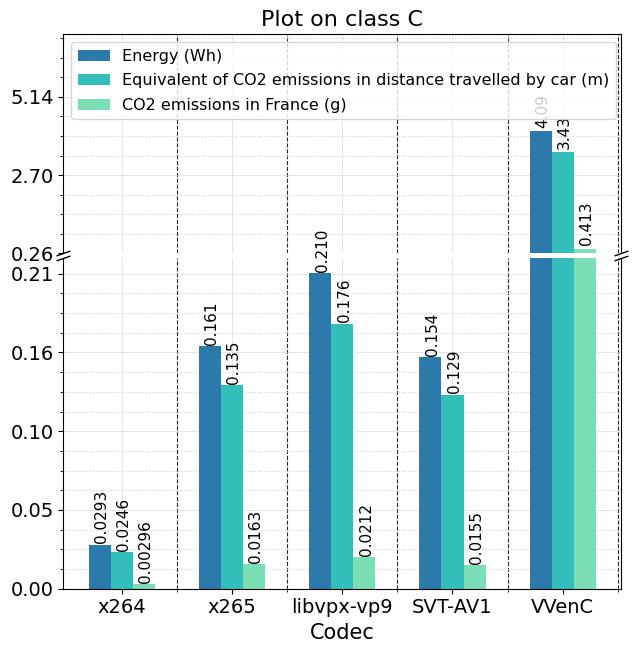 Plot on class C
Energy (Wh)
Equivalent of CO2 emissions in distance travelled by car (m)
CO2 emissions in France (g)
5.14
2.70
0.26
0.21
0.16
0.10
0.05
0.00
0.0293
0.0246
0.00296
0.161
0.135
0.0163
0.210
0.176
0.0212
0.154
0.129
0.0155
4.09
3.43
0.413
x264
x265
libvpx-vp9
SVT-AV1
VVenC
Codec